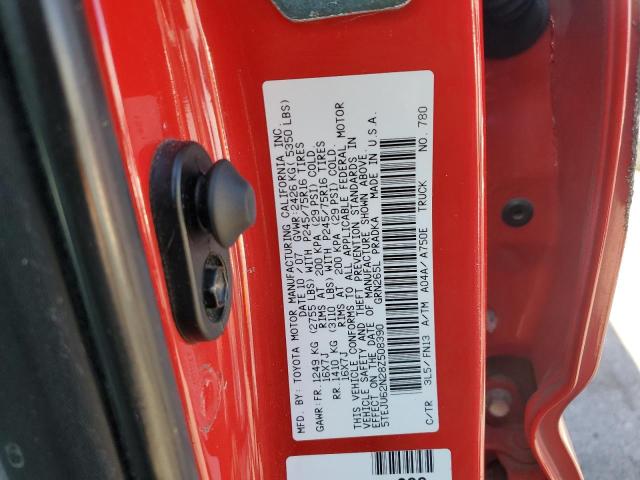 MFD. BY: TOYOTA MOTOR MANUFACTURING CALIFORNIA, INC.
DATE 10 / 07 GVWR: 2426 KG ( 5350 LBS)
GAWR: FR. 1249 KG (2755 LBS) WITH P245/75R16 TIRES
16X7J RIMS AT 200 KPA (29 PSI) COLD
RR. 1410 KG (3110 LBS) WITH P245/75R16 TIRES
16X7J RIMS AT 200 KPA (29 PSI) COLD.
THIS VEHICLE CONFORMS TO ALL APPLICABLE FEDERAL MOTOR
VEHICLE SAFETY AND THEFT PREVENTION STANDARDS IN
EFFECT ON THE DATE OF MANUFACTURE SHOWN ABOVE.
5TEJU62N28Z508390 GRN265L PRADKA MADE IN U.S.A.
C/TR 3L5/ FN13 A/TM A04A/ A750E TRUCK NO. 780